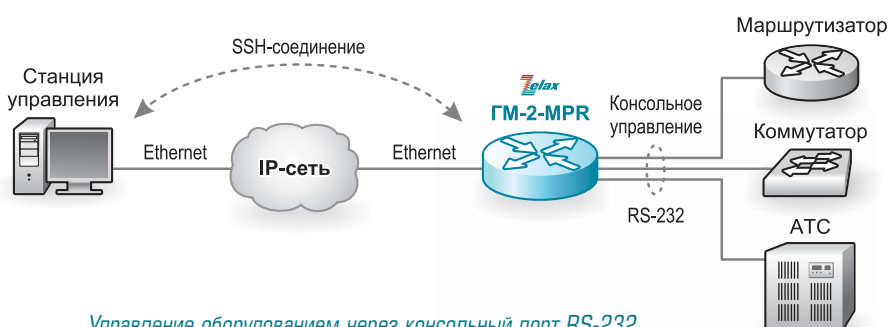 Маршрутизатор
SSH-соединение
Станция
управления
Zelax
ГМ-2-MPR
Консольное
управление
Коммутатор
Ethernet
IP-сеть
Ethernet
RS-232
АТС
Управление оборудованием через консольный порт RS-232